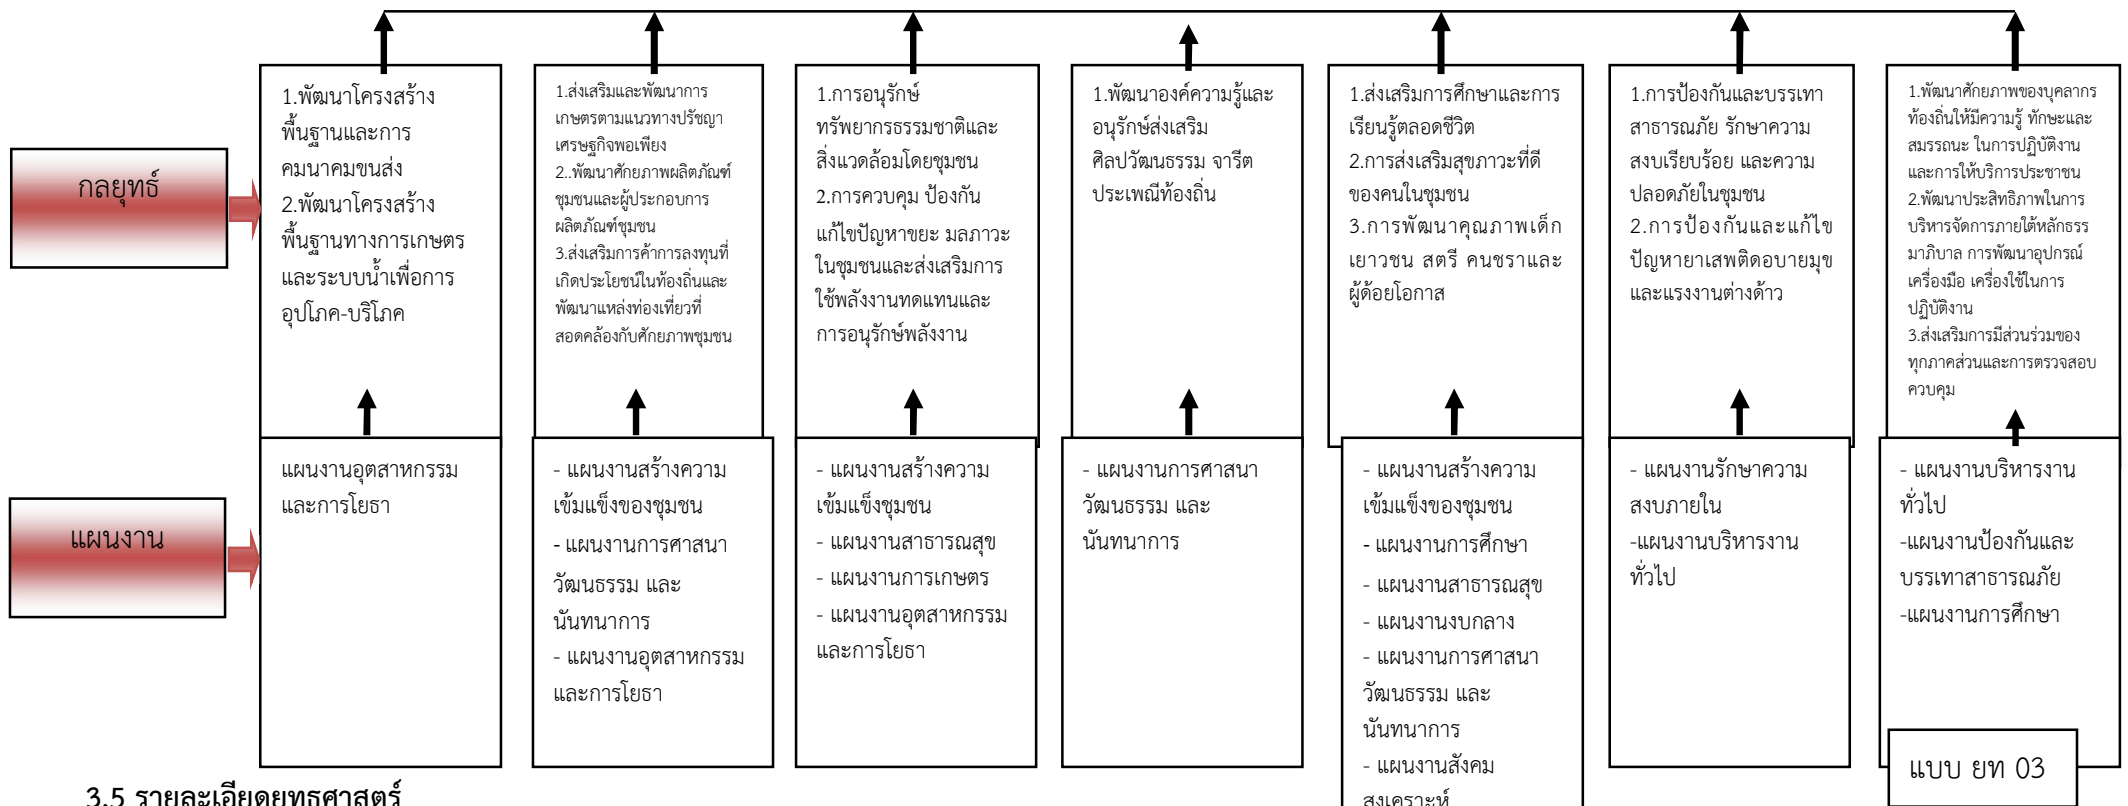 กลยุทธ์
1.พัฒนาโครงสร้าง
พื้นฐานและการ
คมนาคมขนส่ง
2.พัฒนาโครงสร้าง
พื้นฐานทางการเกษตร
และระบบน้ำเพื่อการ
อุปโภค-บริโภค
1.ส่งเสริมและพัฒนาการ
เกษตรตามแนวทางปรัชญา
เศรษฐกิจพอเพียง
2..พัฒนาศักยภาพผลิตภัณฑ์
ชุมชนและผู้ประกอบการ
ผลิตภัณฑ์ชุมชน
3.ส่งเสริมการค้าการลงทุนที่
เกิดประโยชน์ในท้องถิ่นและ
พัฒนาแหล่งท่องเที่ยวที่
สอดคล้องกับศักยภาพชุมชน
1.การอนุรักษ์
ทรัพยากรธรรมชาติและ
สิ่งแวดล้อมโดยชุมชน
2.การควบคุม ป้องกัน
แก้ไขปัญหาขยะ มลภาวะ
ในชุมชนและส่งเสริมการ
ใช้พลังงานทดแทนและ
การอนุรักษ์พลังงาน
1.พัฒนาองค์ความรู้และ
อนุรักษ์ส่งเสริม
ศิลปวัฒนธรรม จารีต
ประเพณีท้องถิ่น
1.ส่งเสริมการศึกษาและการ
เรียนรู้ตลอดชีวิต
2.การส่งเสริมสุขภาวะที่ดี
ของคนในชุมชน
3.การพัฒนาคุณภาพเด็ก
เยาวชน สตรี คนชราและ
ผู้ด้อยโอกาส
1.การป้องกันและบรรเทา
สาธารณภัย รักษาความ
สงบเรียบร้อย และความ
ปลอดภัยในชุมชน
2.การป้องกันและแก้ไข
ปัญหายาเสพติดอบายมุข
และแรงงานต่างด้าว
1.พัฒนาศักยภาพของบุคลากร
ท้องถิ่นให้มีความรู้ ทักษะและ
สมรรถนะ ในการปฏิบัติงาน
และการให้บริการประชาชน
2.พัฒนาประสิทธิภาพในการ
บริหารจัดการภายใต้หลักธรร
มาภิบาล การพัฒนาอุปกรณ์
เครื่องมือ เครื่องใช้ในการ
ปฏิบัติงาน
3.ส่งเสริมการมีส่วนร่วมของ
ทุกภาคส่วนและการตรวจสอบ
ควบคุม
แผนงาน
แผนงานอุตสาหกรรม
และการโยธา
- แผนงานสร้างความ
เข้มแข็งของชุมชน
- แผนงานการศาสนา
วัฒนธรรม และ
นันทนาการ
- แผนงานอุตสาหกรรม
และการโยธา
- แผนงานสร้างความ
เข้มแข็งชุมชน
- แผนงานสาธารณสุข
- แผนงานการเกษตร
- แผนงานอุตสาหกรรม
และการโยธา
- แผนงานการศาสนา
วัฒนธรรม และ
นันทนาการ
- แผนงานสร้างความ
เข้มแข็งของชุมชน
- แผนงานการศึกษา
- แผนงานสาธารณสุข
- แผนงานงบกลาง
- แผนงานการศาสนา
วัฒนธรรม และ
นันทนาการ
- แผนงานสังคม
สงเคราะห์
- แผนงานรักษาความ
สงบภายใน
-แผนงานบริหารงาน
ทั่วไป
- แผนงานบริหารงาน
ทั่วไป
-แผนงานป้องกันและ
บรรเทาสาธารณภัย
-แผนงานการศึกษา
แบบ ยท 03
3.5 รายละเอียดยุทธศาสตร์